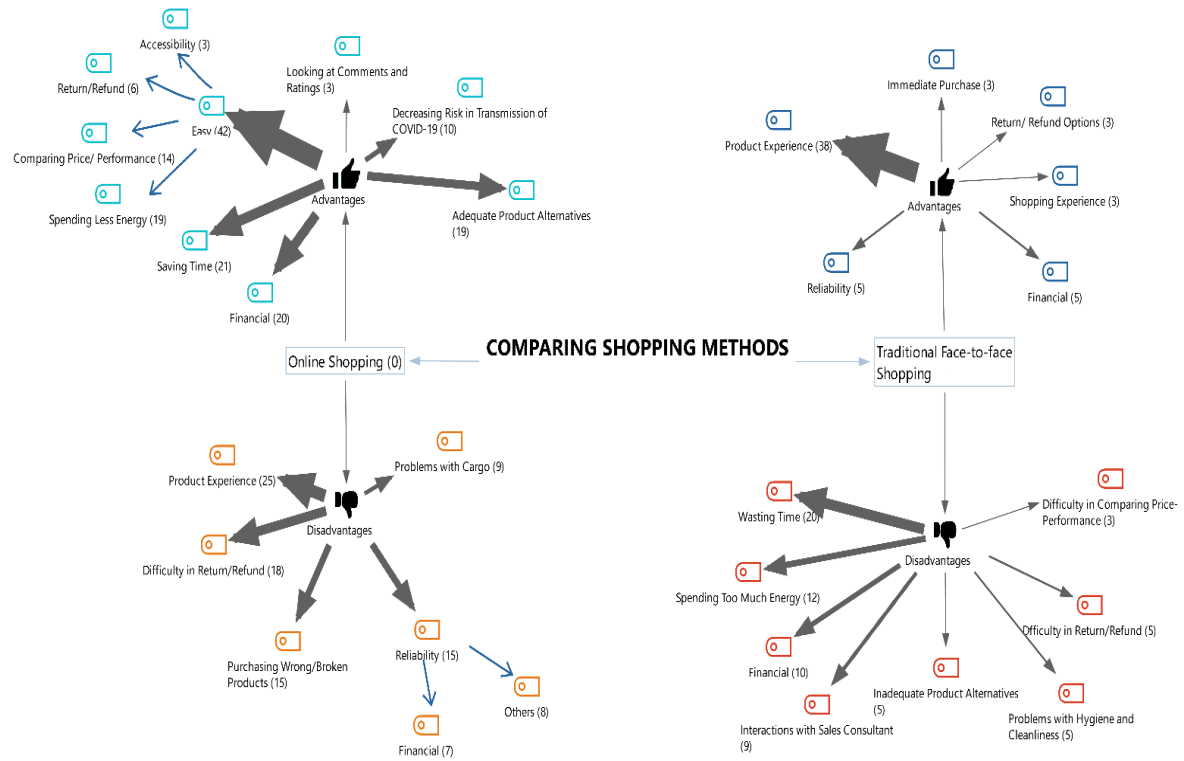 Accessibility (3)
Return/Refund (6)
Easy (42)
Comparing Price/ Performance (14)
Spending Less Energy (19)
Saving Time (21)
Financial (20)
Looking at Comments and
Ratings (3)
Decreasing Risk in Transmission of
COVID-19 (10)
Advantages
Adequate Product Alternatives
(19)
Immediate Purchase (3)
Return/ Refund Options (3)
Product Experience (38)
Shopping Experience (3)
Advantages
Reliability (5)
Financial (5)
Online Shopping (0)
COMPARING SHOPPING METHODS
Traditional Face-to-face
Shopping
Problems with Cargo (9)
Product Experience (25)
Disadvantages
Difficulty in Return/Refund (18)
Purchasing Wrong/Broken
Products (15)
Reliability (15)
Others (8)
Financial (7)
Wasting Time (20)
Difficulty in Comparing Price-
Performance (3)
Disadvantages
Spending Too Much Energy (12)
Dfficulty in Return/Refund (5)
Financial (10)
Inadequate Product Alternatives
(5)
Interactions with Sales Consultant
(9)
Problems with Hygiene and
Cleanliness (5)